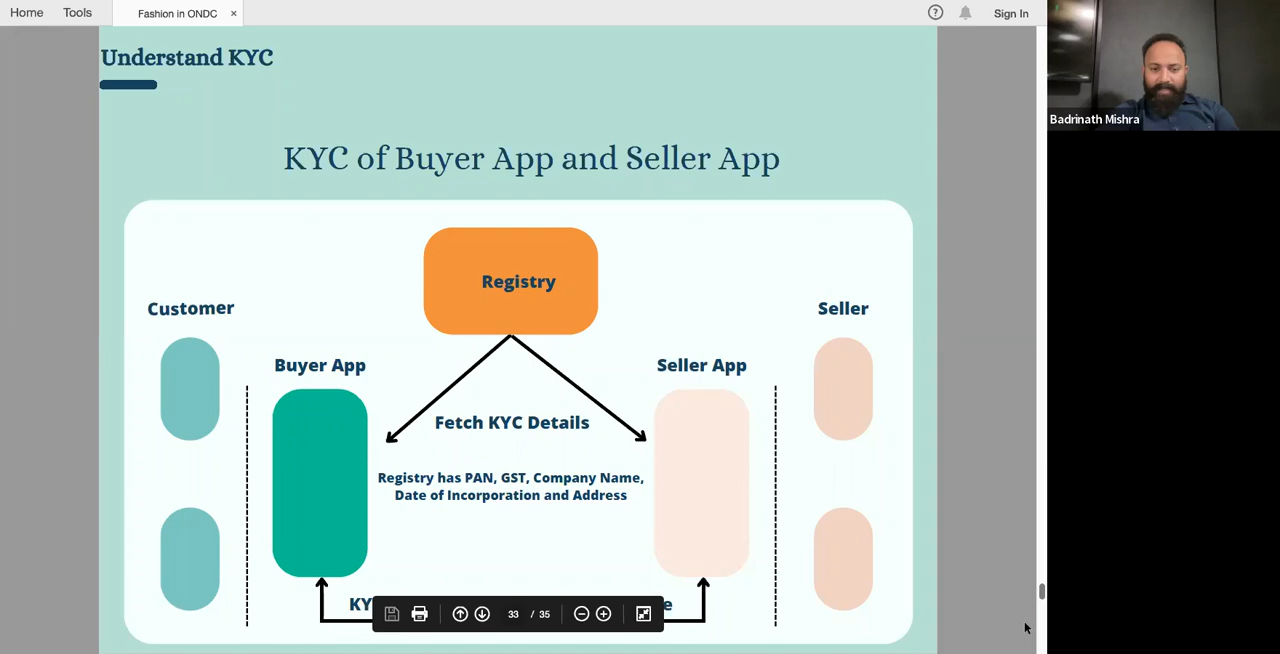 Home Tools Fashion in ONDC × ? Sign In
Understand KYC
KYC of Buyer App and Seller App
Registry
Customer
Seller
Buyer App
Seller App
Fetch KYC Details
Registry has PAN, GST, Company Name,
Date of Incorporation and Address
33 / 35
Badrinath Mishra